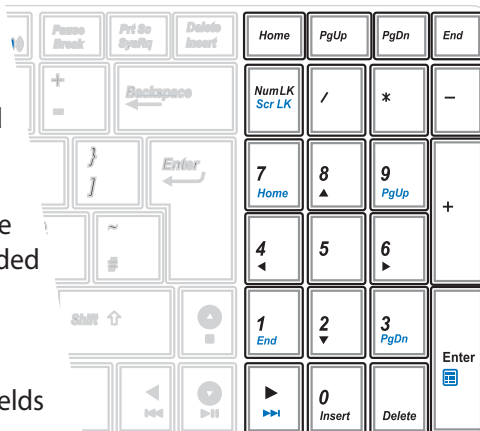 Pause Break
Prt Sc SysRq
Delete Insert
Home
PgUp
PgDn
End
+
=
Backspace
NumLK
Scr LK
/
*
–
}
]
Enter
7
Home
8
9
PgUp
+
e
ded
~
#
4
5
6
Shift
1
End
2
3
PgDn
Enter
elds
0
Insert
Delete